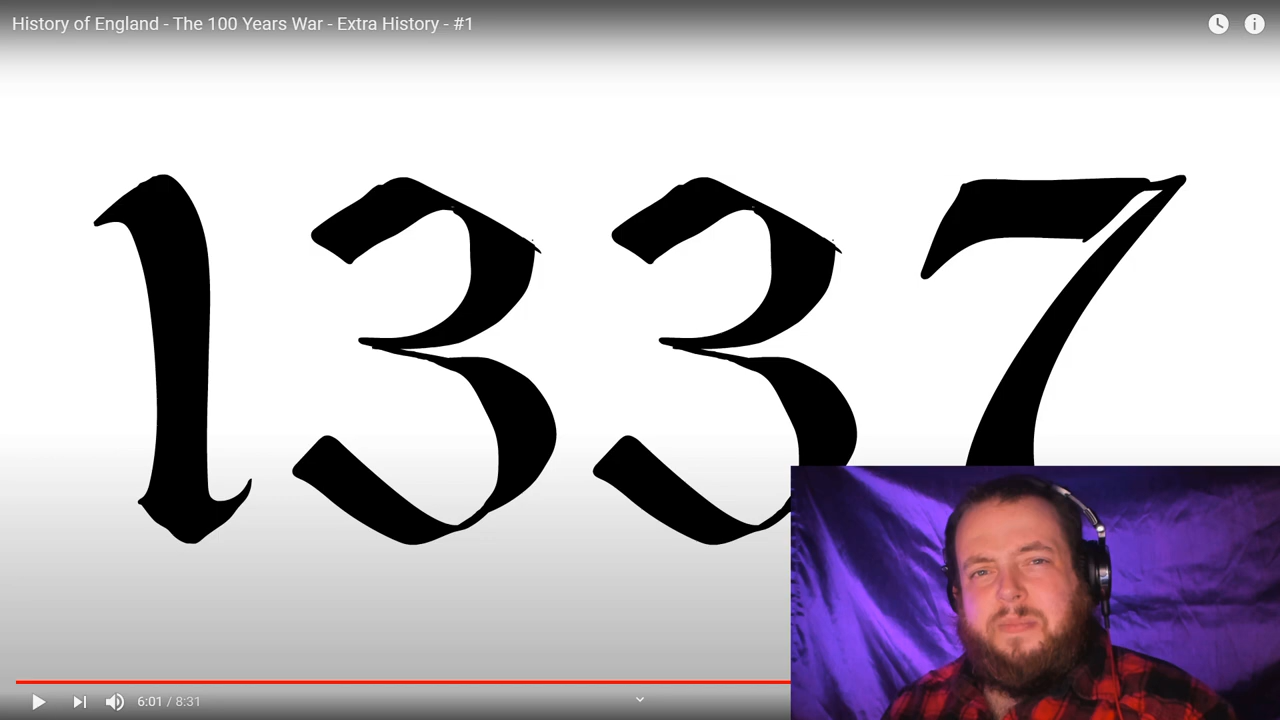 History of England - The 100 Years War - Extra History - #1
1337
6:01 / 8:31